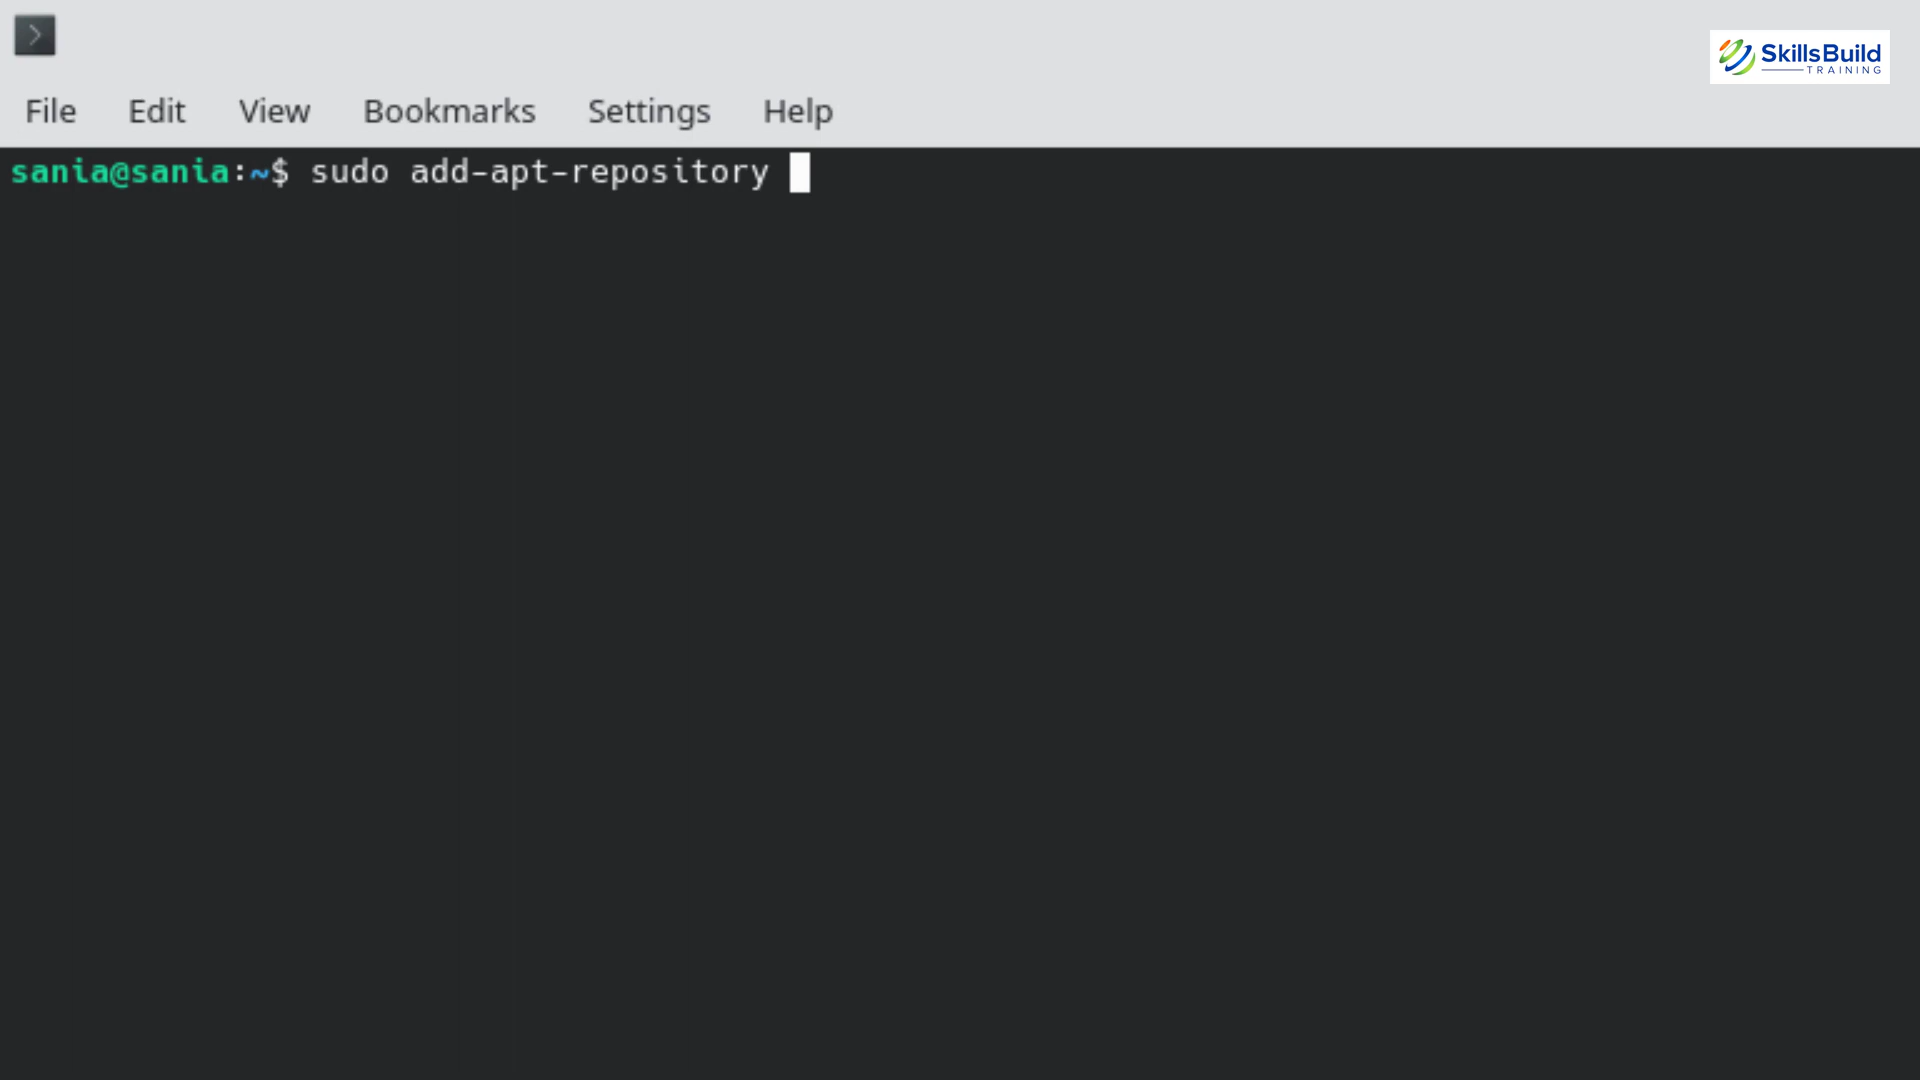 SkillsBuild
TRAINING
File Edit View Bookmarks Settings Help
sania@sania:~$ sudo add-apt-repository